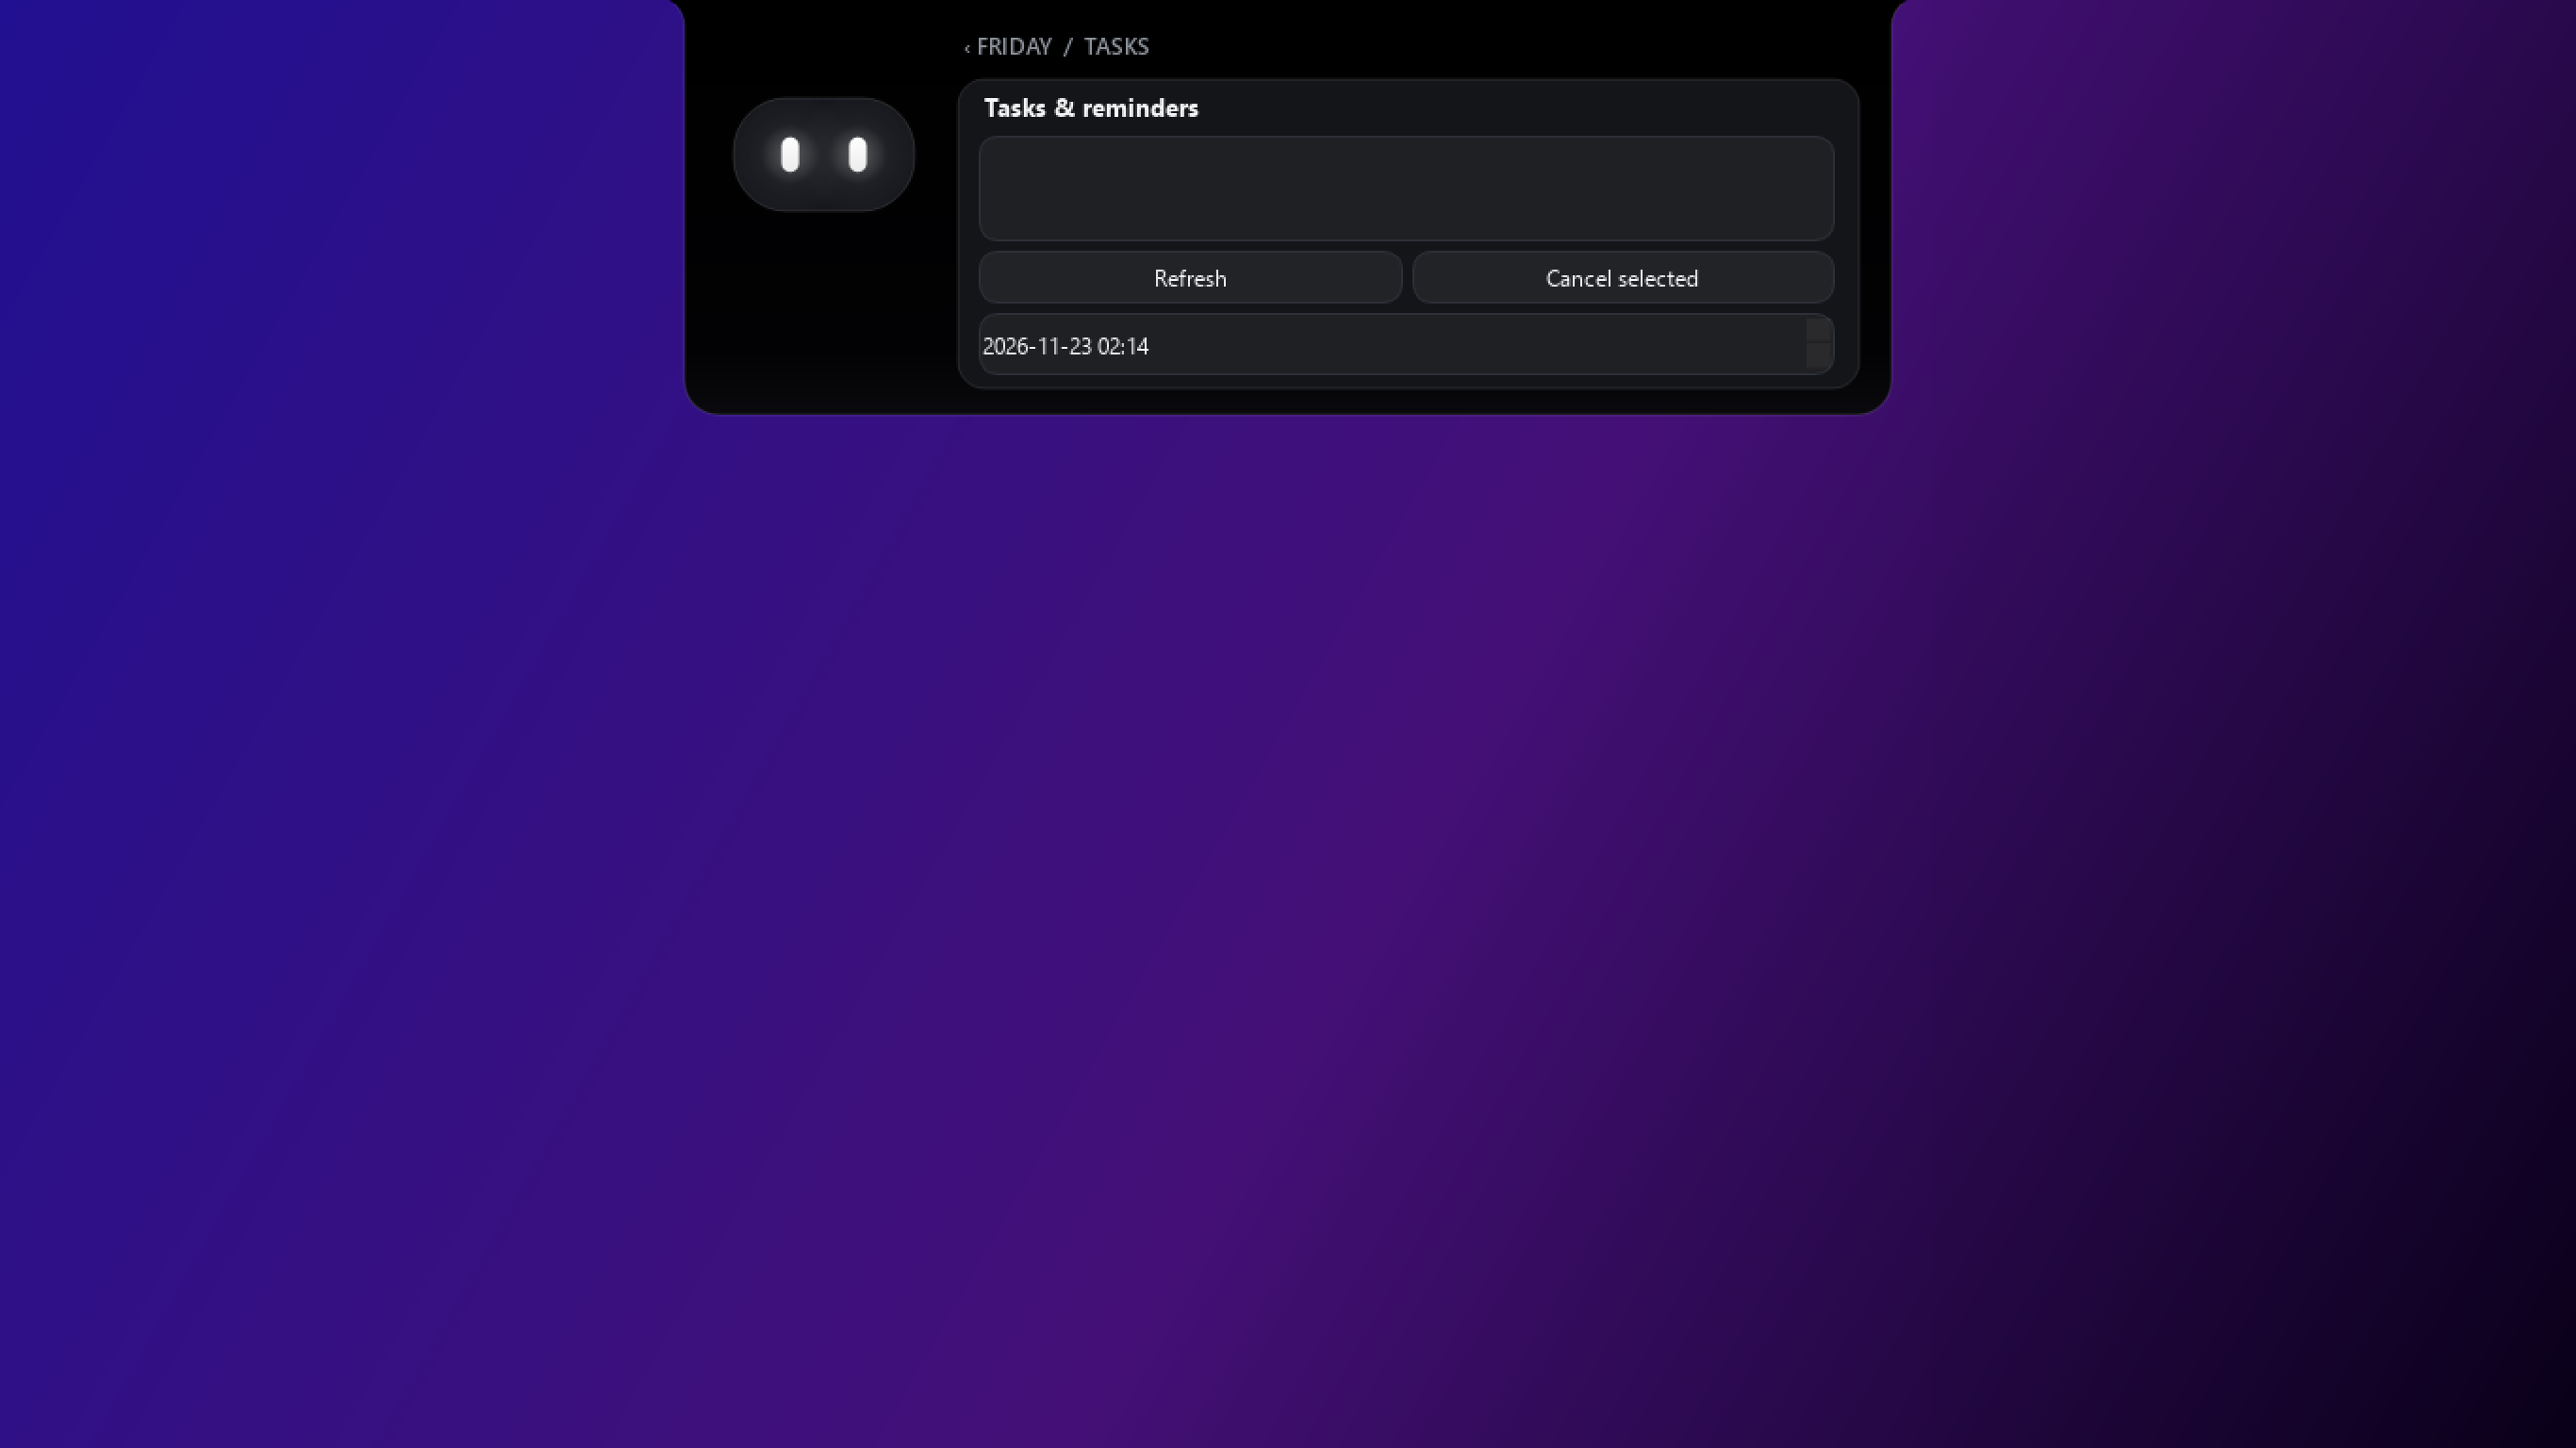 ‹ FRIDAY / TASKS
Tasks & reminders
Refresh
Cancel selected
2026-11-23 02:14